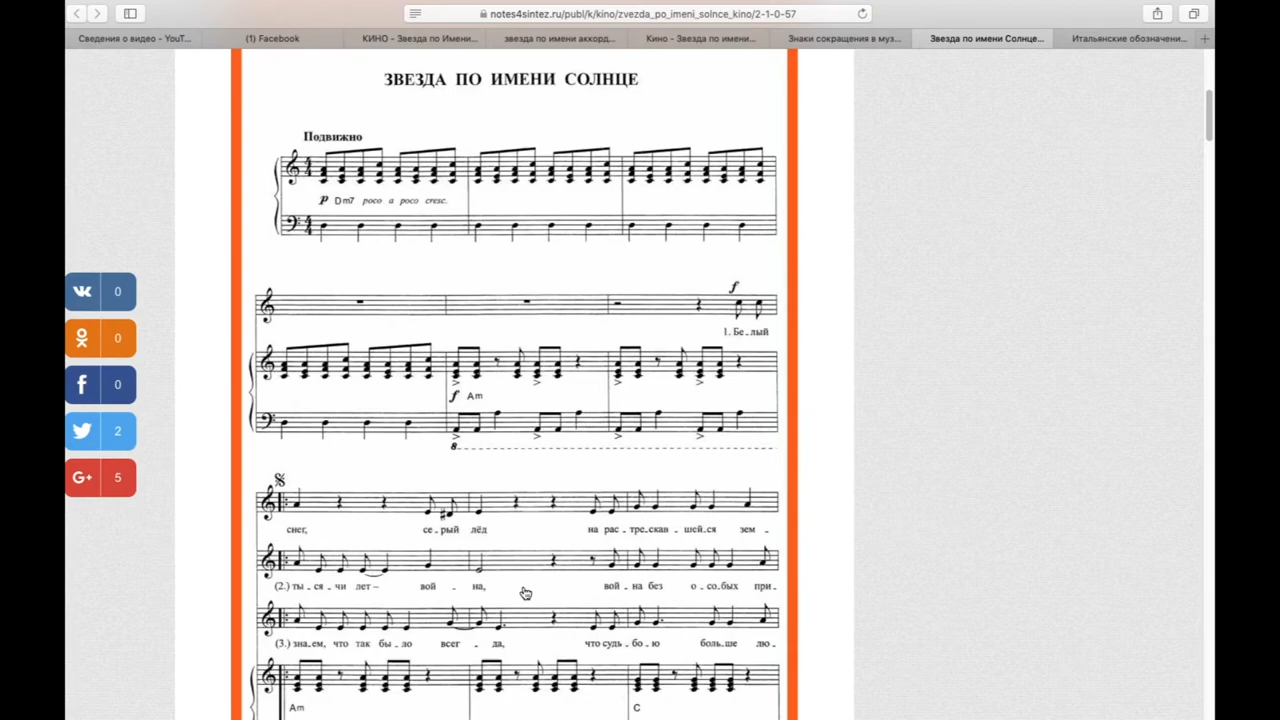 notes4sintez.ru/publ/k/kino/zvezda_po_imeni_solnce_kino/2-1-0-57
Сведения о видео - YouT...
(1) Facebook
КИНО - Звезда по Имени...
звезда по имени аккорд...
Кино - Звезда по имени...
Знаки сокращения в муз...
Звезда по имени Солнце...
Итальянские обозначени...
ЗВЕЗДА ПО ИМЕНИ СОЛНЦЕ
Подвижно
p Dm7 poco a poco cresc.
f
1. Бе-лый
f Am
8
снег, се-рый лёд на рас-трескав-шей-ся зем-
(2.) ты-ся-чи лет- вой-на, вой-на без о-со-бых при-
(3.) зна-ем, что так бы-ло всег-да, что судь-бо-ю боль-ше лю-
Am C
0
0
0
2
G+ 5